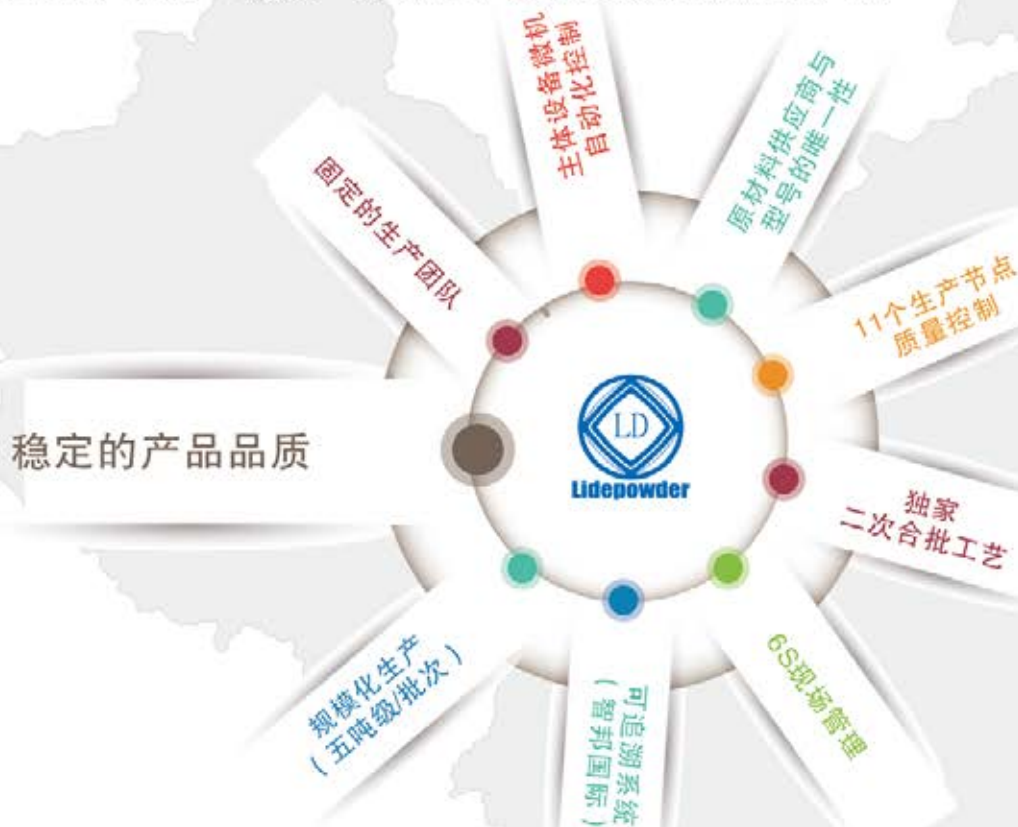 稳定的产品品质
固定的生产团队
主体设备微机
自动化控制
原材料供应商与
型号的唯一性
11个生产节点
质量控制
独家
二次合批工艺
6S现场管理
可追溯系统
（智邦国际）
规模化生产
（五吨级/批次）
LD
Lidepowder